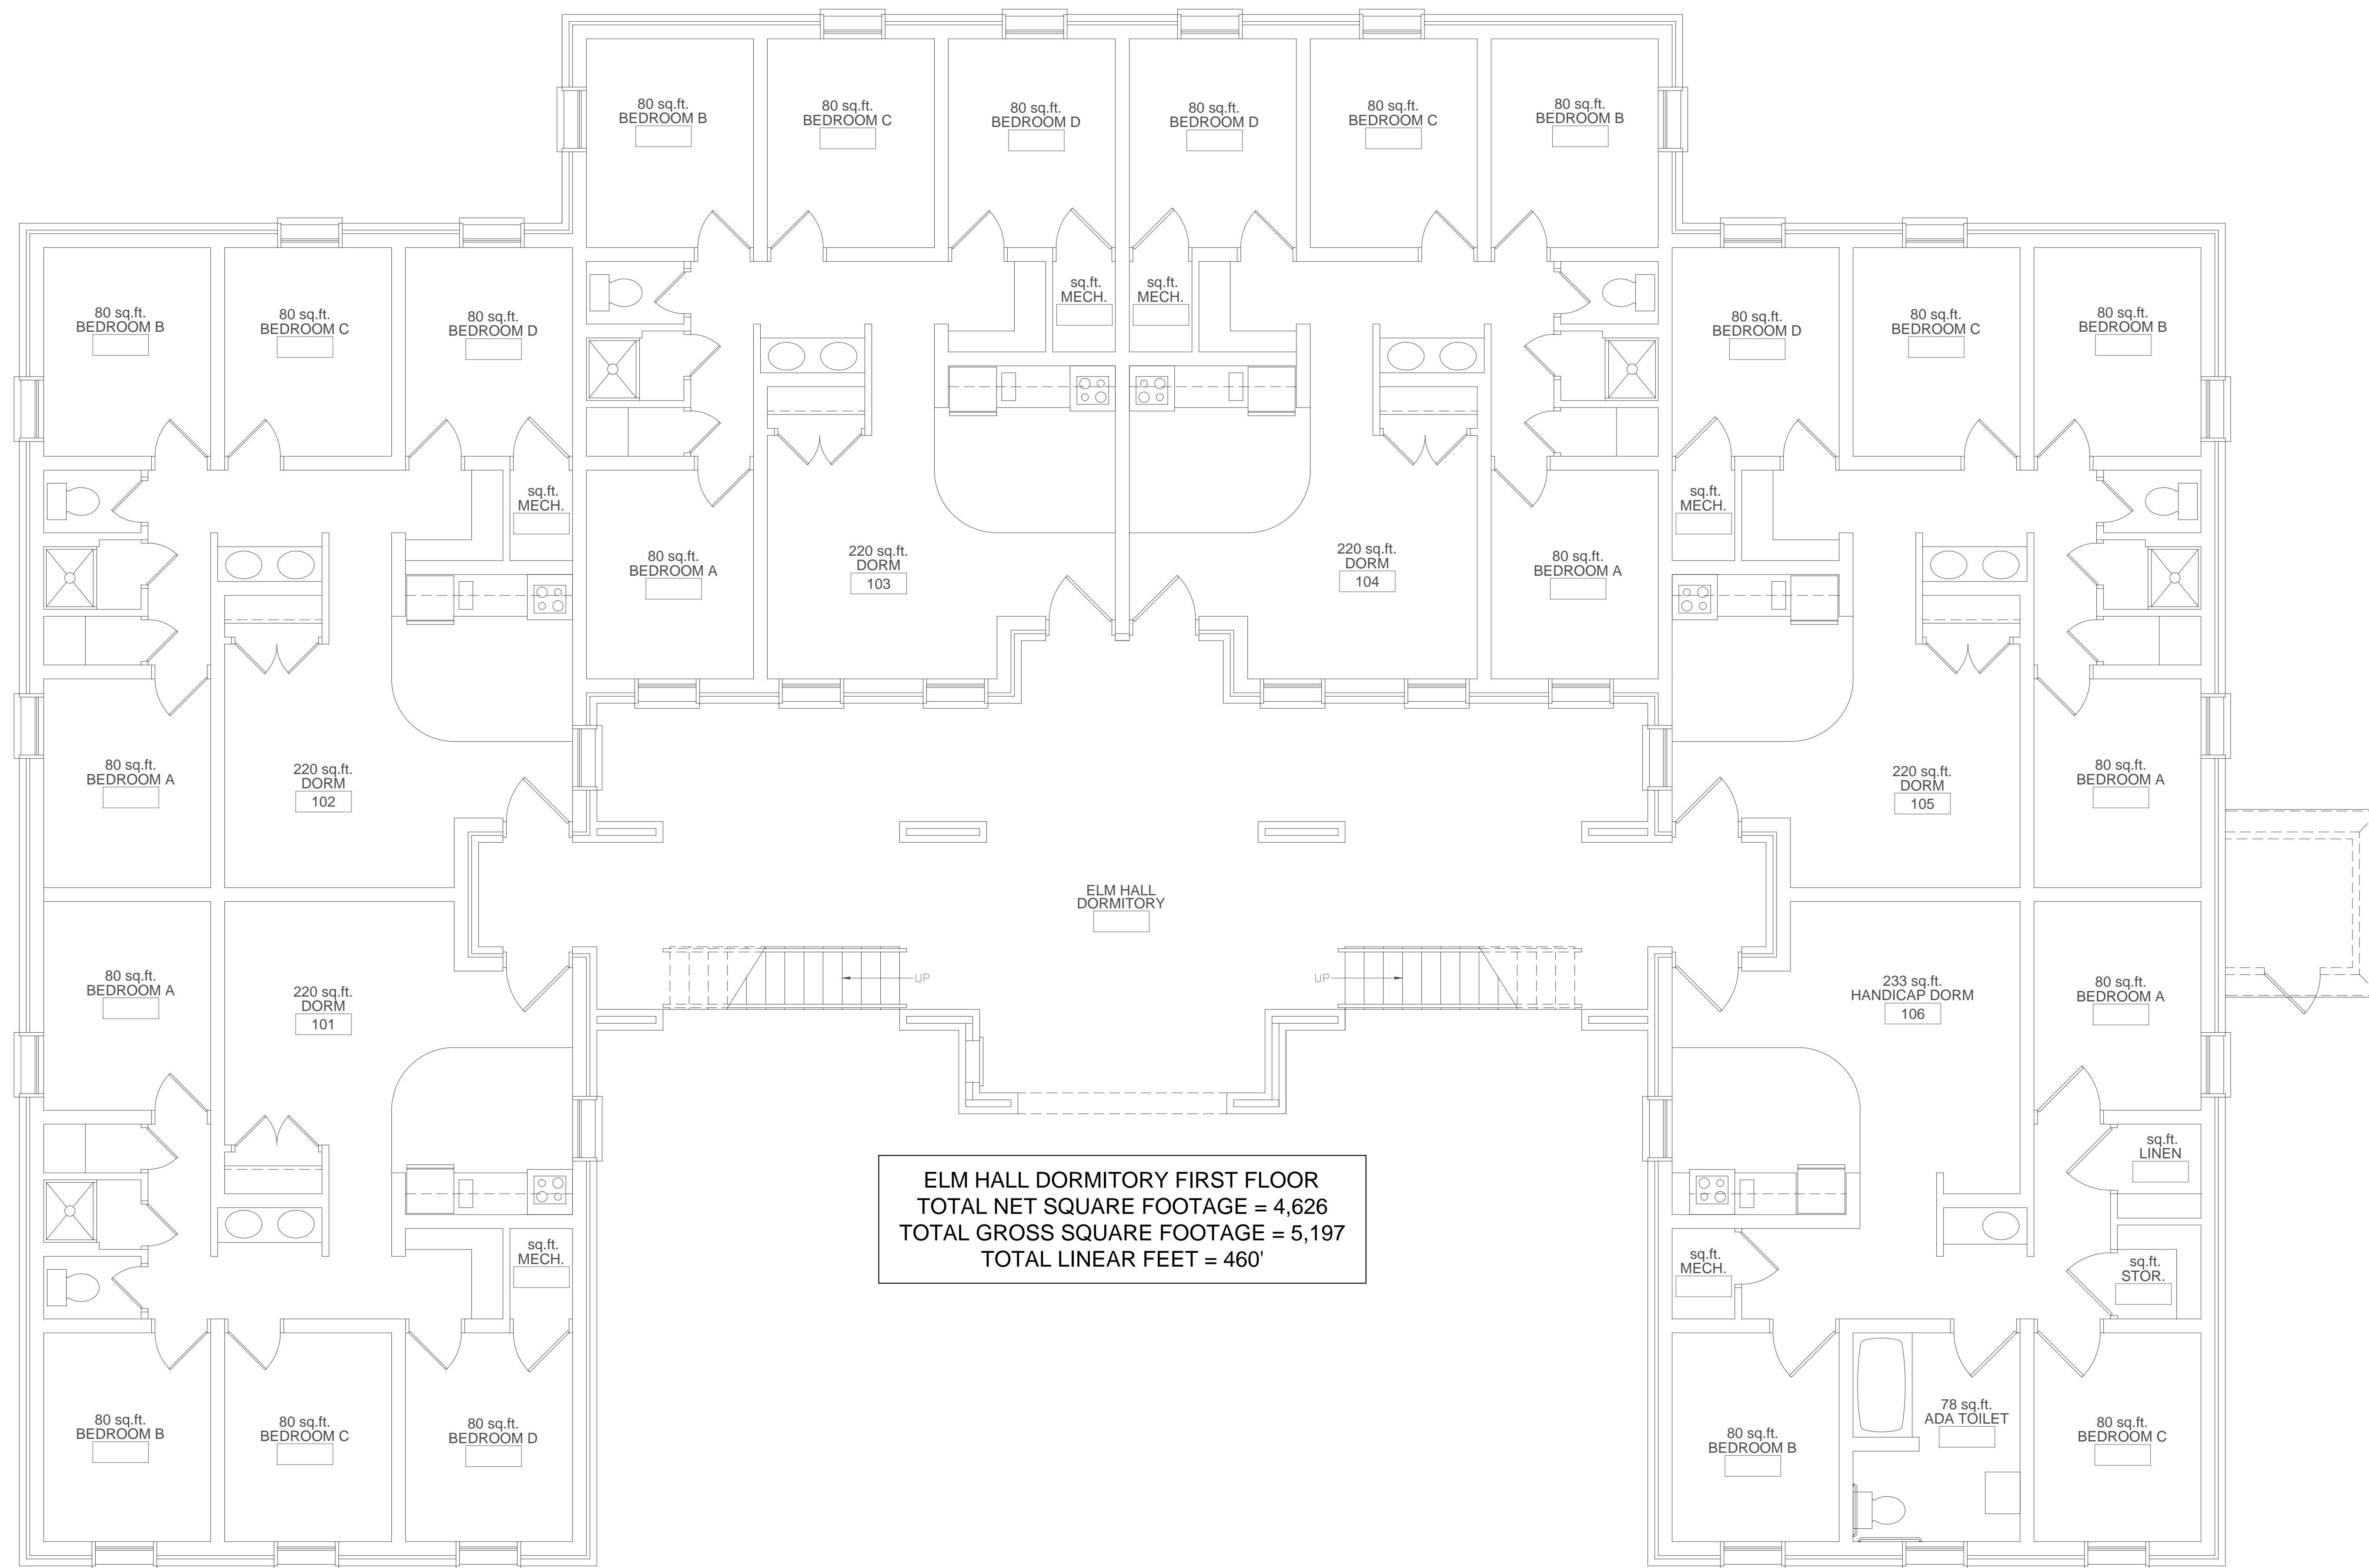 80 sq.ft.
BEDROOM B
80 sq.ft.
BEDROOM C
80 sq.ft.
BEDROOM D
80 sq.ft.
BEDROOM D
80 sq.ft.
BEDROOM C
80 sq.ft.
BEDROOM B
sq.ft.
MECH.
sq.ft.
MECH.
80 sq.ft.
BEDROOM B
80 sq.ft.
BEDROOM C
80 sq.ft.
BEDROOM D
80 sq.ft.
BEDROOM D
80 sq.ft.
BEDROOM C
80 sq.ft.
BEDROOM B
sq.ft.
MECH.
sq.ft.
MECH.
80 sq.ft.
BEDROOM A
220 sq.ft.
DORM
103
220 sq.ft.
DORM
104
80 sq.ft.
BEDROOM A
80 sq.ft.
BEDROOM A
220 sq.ft.
DORM
102
220 sq.ft.
DORM
105
80 sq.ft.
BEDROOM A
ELM HALL
DORMITORY
80 sq.ft.
BEDROOM A
220 sq.ft.
DORM
101
UP
UP
233 sq.ft.
HANDICAP DORM
106
80 sq.ft.
BEDROOM A
sq.ft.
LINEN
ELM HALL DORMITORY FIRST FLOOR
TOTAL NET SQUARE FOOTAGE = 4,626
TOTAL GROSS SQUARE FOOTAGE = 5,197
TOTAL LINEAR FEET = 460'
sq.ft.
MECH.
sq.ft.
MECH.
sq.ft.
STOR.
80 sq.ft.
BEDROOM B
80 sq.ft.
BEDROOM C
80 sq.ft.
BEDROOM D
80 sq.ft.
BEDROOM B
78 sq.ft.
ADA TOILET
80 sq.ft.
BEDROOM C